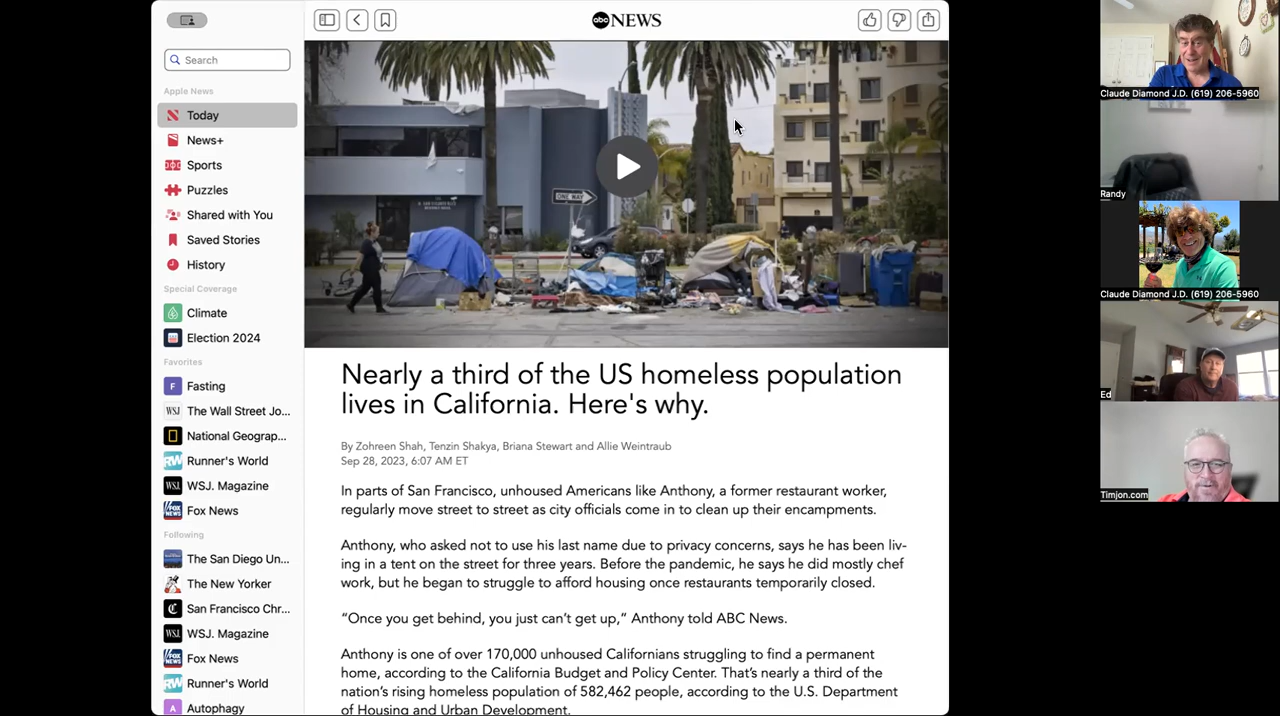 Search
Apple News
Today
News+
Sports
Puzzles
Shared with You
Saved Stories
History
Special Coverage
Climate
Election 2024
Favorites
F Fasting
WSJ The Wall Street Jo...
National Geograp...
RW Runner's World
WSJ. WSJ. Magazine
FOX NEWS Fox News
Following
The San Diego Un...
The New Yorker
C San Francisco Chr...
WSJ. WSJ. Magazine
FOX NEWS Fox News
RW Runner's World
A Autophagy
abc NEWS
ONE WAY
Nearly a third of the US homeless population
lives in California. Here's why.
By Zohreen Shah, Tenzin Shakya, Briana Stewart and Allie Weintraub
Sep 28, 2023, 6:07 AM ET
In parts of San Francisco, unhoused Americans like Anthony, a former restaurant worker,
regularly move street to street as city officials come in to clean up their encampments.
Anthony, who asked not to use his last name due to privacy concerns, says he has been liv-
ing in a tent on the street for three years. Before the pandemic, he says he did mostly chef
work, but he began to struggle to afford housing once restaurants temporarily closed.
“Once you get behind, you just can’t get up,” Anthony told ABC News.
Anthony is one of over 170,000 unhoused Californians struggling to find a permanent
home, according to the California Budget and Policy Center. That’s nearly a third of the
nation’s rising homeless population of 582,462 people, according to the U.S. Department
of Housing and Urban Development.
Claude Diamond J.D. (619) 206-5960
Randy
Claude Diamond J.D. (619) 206-5960
Ed
Timjon.com